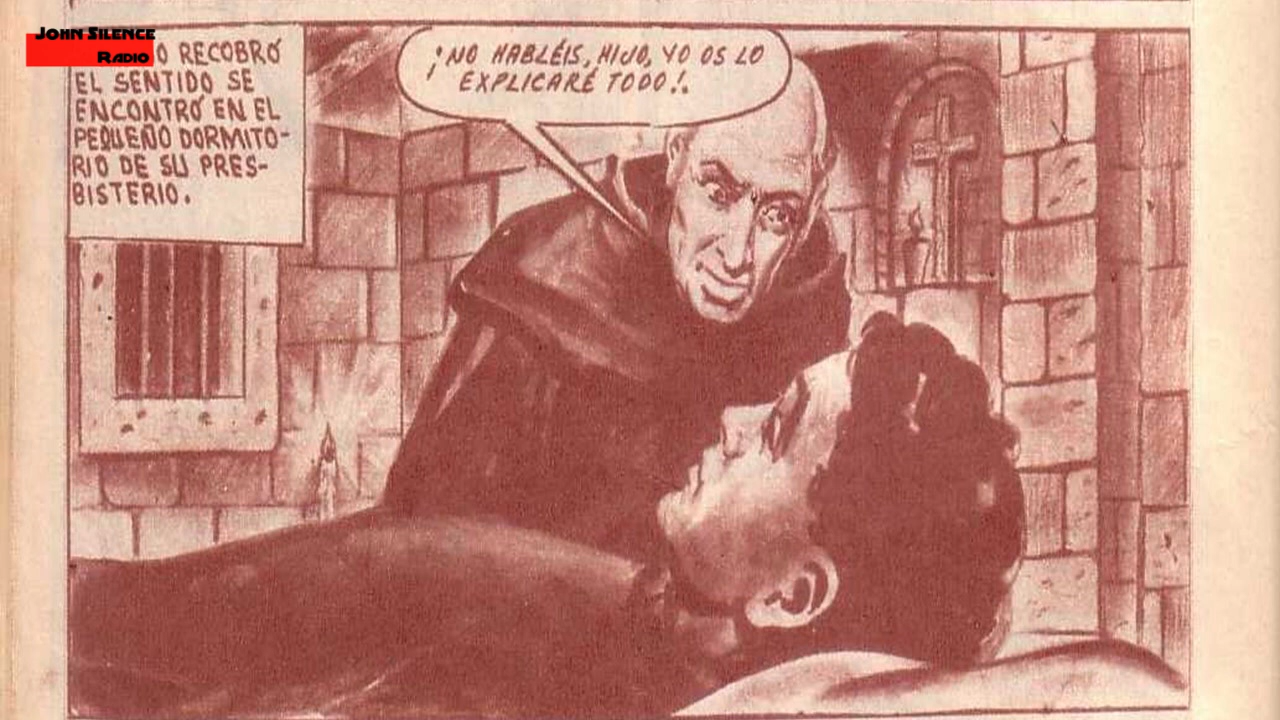 JOHN SILENCE
RADIO
O RECOBRÓ
EL SENTIDO SE
ENCONTRÓ EN EL
PEQUEÑO DORMITO-
RIO DE SU PRES-
BISTERIO.
¡NO HABLÉIS, HIJO, YO OS LO
EXPLICARÉ TODO!.